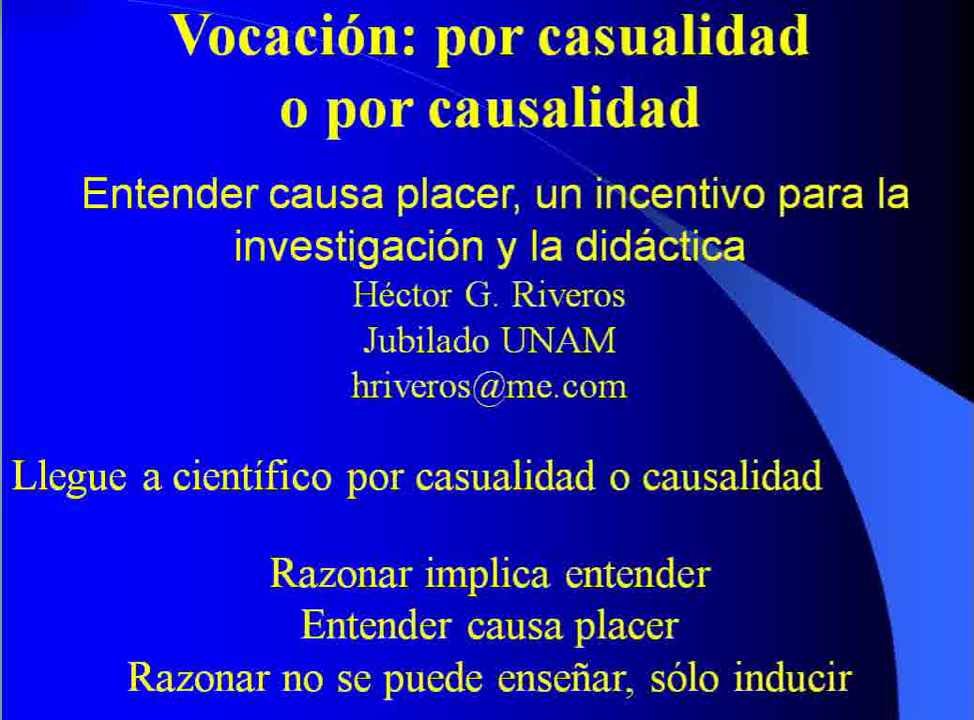 Vocación: por casualidad
o por causalidad
Entender causa placer, un incentivo para la
investigación y la didáctica
Héctor G. Riveros
Jubilado UNAM
hriveros@me.com
Llegue a científico por casualidad o causalidad
Razonar implica entender
Entender causa placer
Razonar no se puede enseñar, sólo inducir